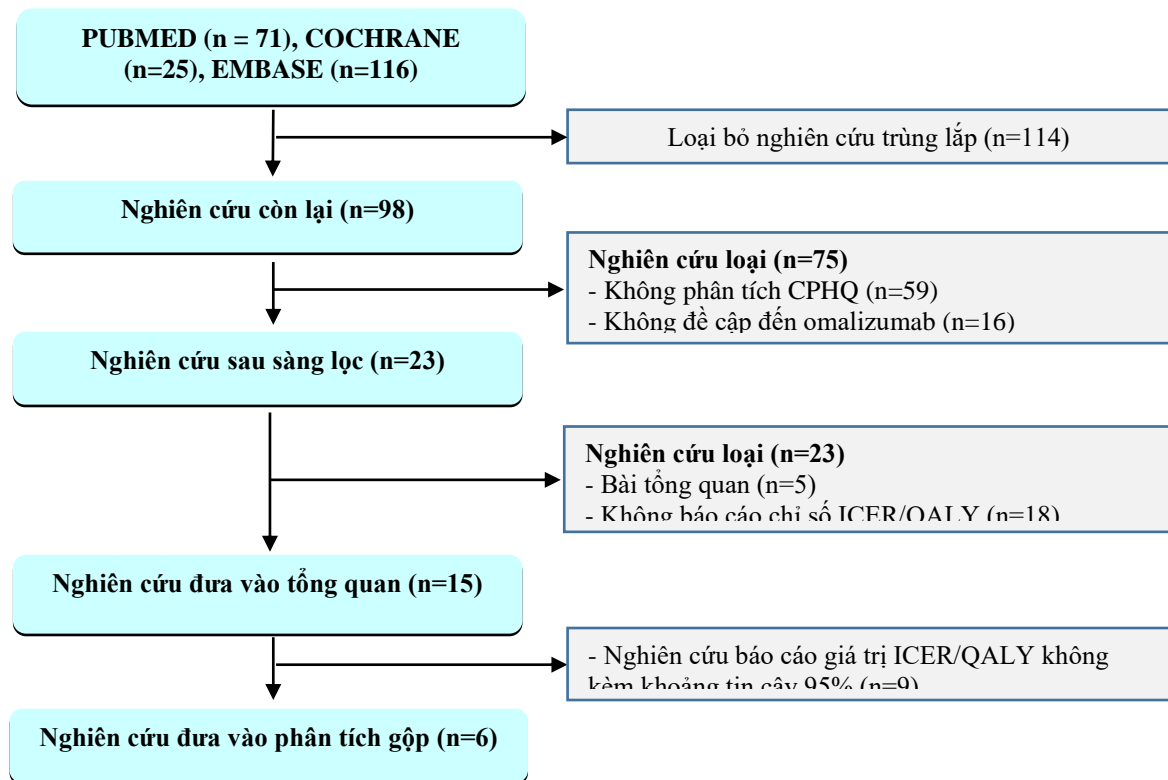 PUBMED (n = 71), COCHRANE
(n=25), EMBASE (n=116)
Loại bỏ nghiên cứu trùng lắp (n=114)
Nghiên cứu còn lại (n=98)
Nghiên cứu loại (n=75)
- Không phân tích CPHQ (n=59)
- Không đề cập đến omalizumab (n=16)
Nghiên cứu sau sàng lọc (n=23)
Nghiên cứu loại (n=23)
- Bài tổng quan (n=5)
- Không báo cáo chỉ số ICER/QALY (n=18)
Nghiên cứu đưa vào tổng quan (n=15)
- Nghiên cứu báo cáo giá trị ICER/QALY không
kèm khoảng tin cậy 95% (n=9)
Nghiên cứu đưa vào phân tích gộp (n=6)